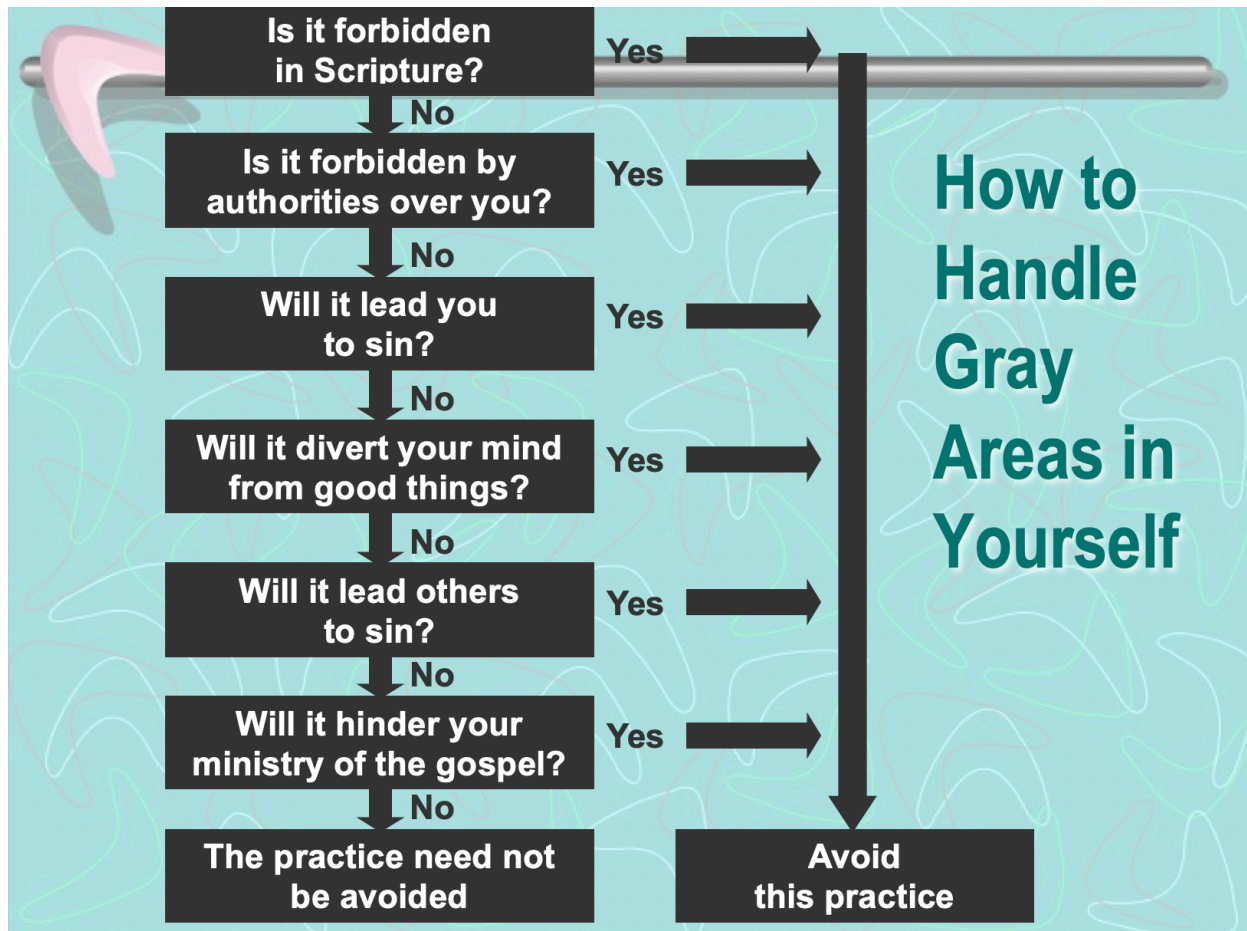 Is it forbidden
in Scripture?
Yes
No
Is it forbidden by
authorities over you?
Yes
No
Will it lead you
to sin?
Yes
No
Will it divert your mind
from good things?
Yes
No
Will it lead others
to sin?
Yes
No
Will it hinder your
ministry of the gospel?
Yes
No
The practice need not
be avoided
Avoid
this practice
How to
Handle
Gray
Areas in
Yourself